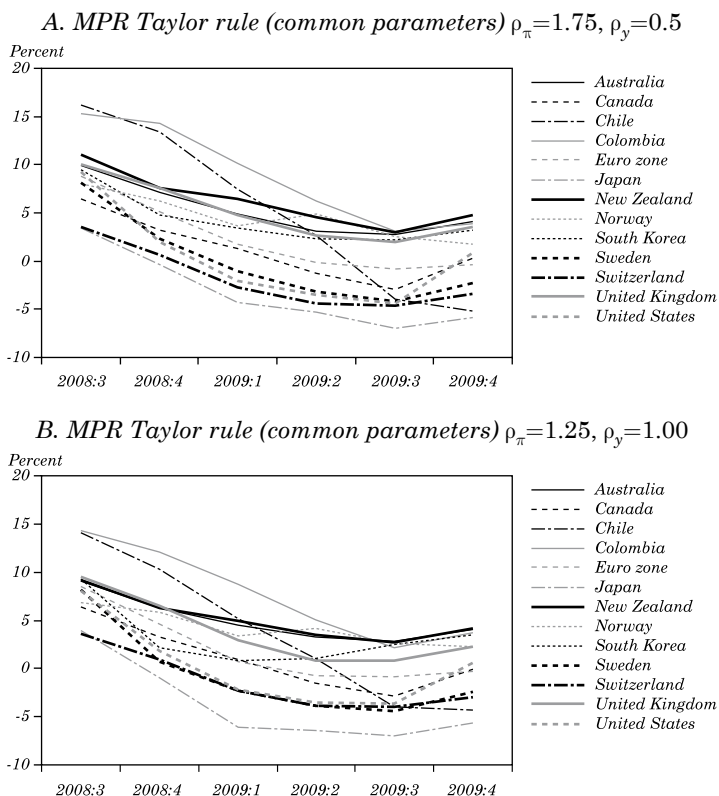 A. MPR Taylor rule (common parameters) ρπ=1.75, ρy=0.5
Percent
20
15
10
5
0
-5
-10
2008:3 2008:4 2009:1 2009:2 2009:3 2009:4
Australia
Canada
Chile
Colombia
Euro zone
Japan
New Zealand
Norway
South Korea
Sweden
Switzerland
United Kingdom
United States
B. MPR Taylor rule (common parameters) ρπ=1.25, ρy=1.00
Percent
20
15
10
5
0
-5
-10
2008:3 2008:4 2009:1 2009:2 2009:3 2009:4
Australia
Canada
Chile
Colombia
Euro zone
Japan
New Zealand
Norway
South Korea
Sweden
Switzerland
United Kingdom
United States